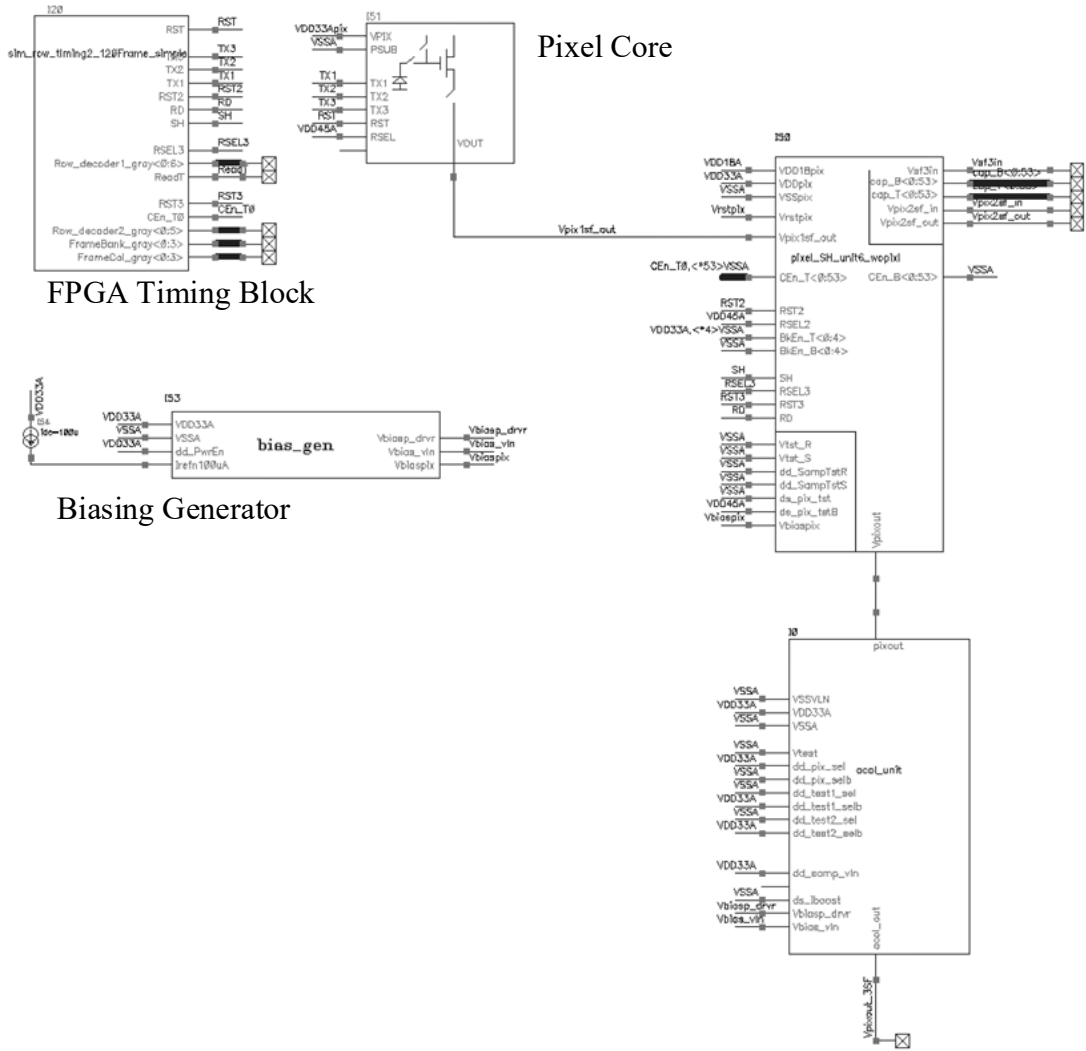 I20
RST
RST
sim_row_timing2_120Frame_simple
TX3
TX2
TX2
TX1
TX1
RST2
RST2
RD
RD
SH
SH
RSEL3
RSEL3
Row_decoder1_gray<0:6>
ReadT
ReadT
RST3
RST3
CEn_T0
CEn_T0
Row_decoder2_gray<0:5>
FrameBank_gray<0:3>
FrameCol_gray<0:3>
FPGA Timing Block
I51
VDD33Apix
VPIX
VSSA
PSUB
TX1
TX1
TX2
TX2
TX3
TX3
RST
RST
VDD45A
RSEL
VOUT
Pixel Core
Vpix1sf_out
I53
VDD33A
I54
idc=100u
VDD33A
VDD33A
VSSA
VSSA
VDD33A
dd_PwrEn
Irefn100uA
bias_gen
Vbiasp_drvr
Vbiasp_drvr
Vbias_vln
Vbias_vln
Vbiaspix
Vbiaspix
Biasing Generator
I50
VDD18A
VDD18pix
VDD33A
VDDpix
VSSA
VSSpix
Vrstpix
Vrstpix
Vpix1sf_out
pixel_SH_unit6_wopix1
CEn_T0,<*53>VSSA
CEn_T<0:53>
RST2
RST2
VDD45A
RSEL2
VDD33A,<*4>VSSA
BkEn_T<0:4>
VSSA
BkEn_B<0:4>
SH
SH
RSEL3
RSEL3
RST3
RST3
RD
RD
VSSA
Vtst_R
VSSA
Vtst_S
VSSA
dd_SampTstR
VSSA
dd_SampTstS
VSSA
ds_pix_tst
VDD45A
ds_pix_tstB
Vbiaspix
Vbiaspix
Vsf3in
Vsf3in
cap_B<0:53>
cap_B<0:53>
cap_T<0:53>
Vpix2sf_in
Vpix2sf_in
Vpix2sf_out
Vpix2sf_out
CEn_B<0:53>
VSSA
Vpixout
I0
pixout
VSSA
VSSVLN
VDD33A
VDD33A
VSSA
VSSA
VSSA
Vtest
VDD33A
dd_pix_sel
VSSA
dd_pix_selb
VSSA
dd_test1_sel
VDD33A
dd_test1_selb
VSSA
dd_test2_sel
VDD33A
dd_test2_selb
acol_unit
VDD33A
dd_samp_vln
VSSA
ds_iboost
Vbiasp_drvr
Vbiasp_drvr
Vbias_vln
Vbias_vln
acol_out
Vpixout_3SF